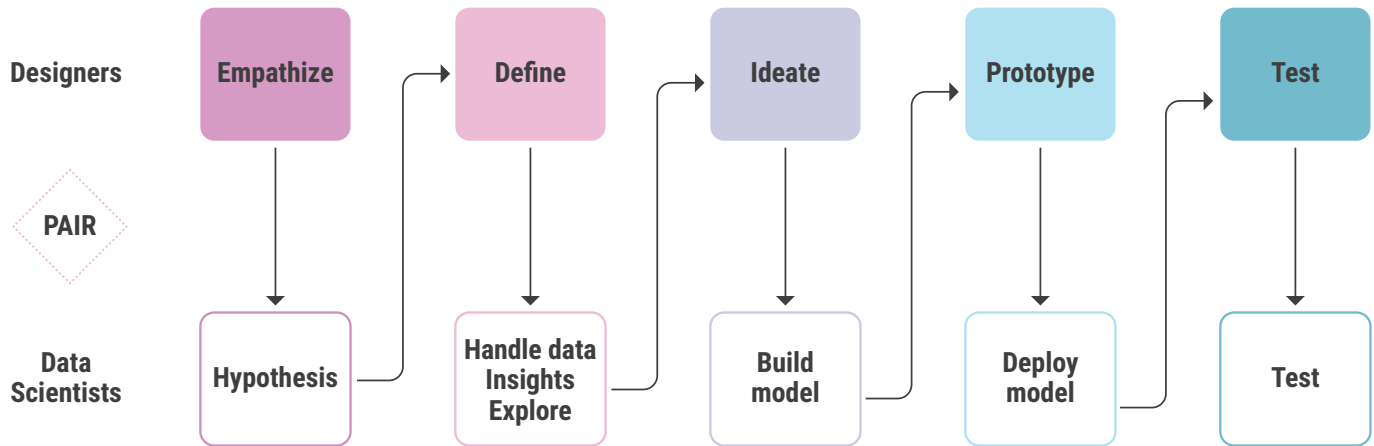 Designers
Empathize
Define
Ideate
Prototype
Test
PAIR
Data
Scientists
Hypothesis
Handle data
Insights
Explore
Build
model
Deploy
model
Test